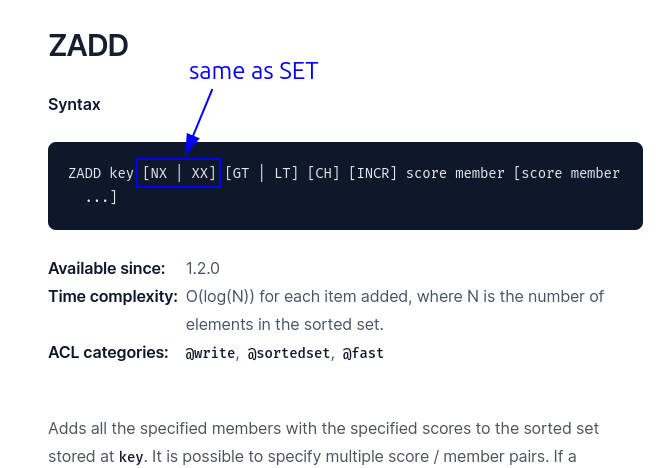 ZADD
same as SET
Syntax
ZADD key [NX | XX] [GT | LT] [CH] [INCR] score member [score member
...]
Available since: 1.2.0
Time complexity: O(log(N)) for each item added, where N is the number of
elements in the sorted set.
ACL categories: @write, @sortedset, @fast
Adds all the specified members with the specified scores to the sorted set
stored at key. It is possible to specify multiple score / member pairs. If a